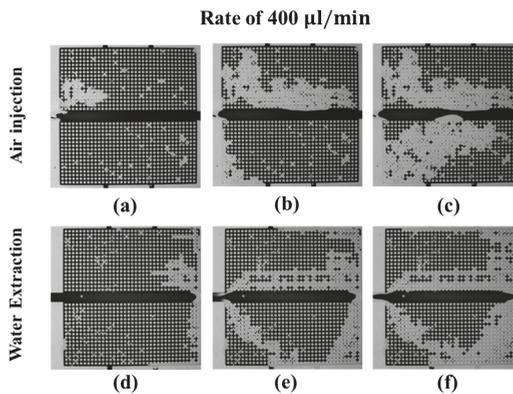 Rate of 400 µl/min
Air injection
(a)
(b)
(c)
Water Extraction
(d)
(e)
(f)